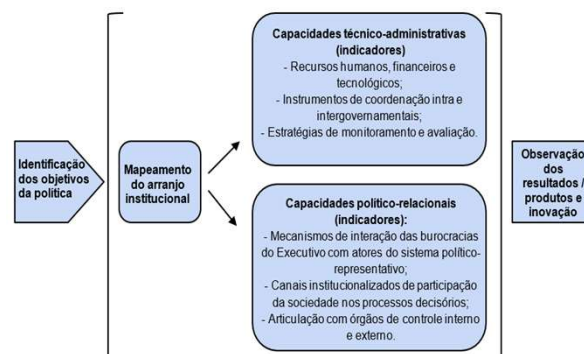 Identificação
dos objetivos
da política
Mapeamento
do arranjo
institucional
Capacidades técnico-administrativas
(indicadores)
- Recursos humanos, financeiros e
tecnológicos;
- Instrumentos de coordenação intra e
intergovernamentais;
- Estratégias de monitoramento e avaliação.
Capacidades político-relacionais
(indicadores):
- Mecanismos de interação das burocracias
do Executivo com atores do sistema político-
representativo;
- Canais institucionalizados de participação
da sociedade nos processos decisórios;
- Articulação com órgãos de controle interno
e externo.
Observação
dos
resultados /
produtos e
inovação